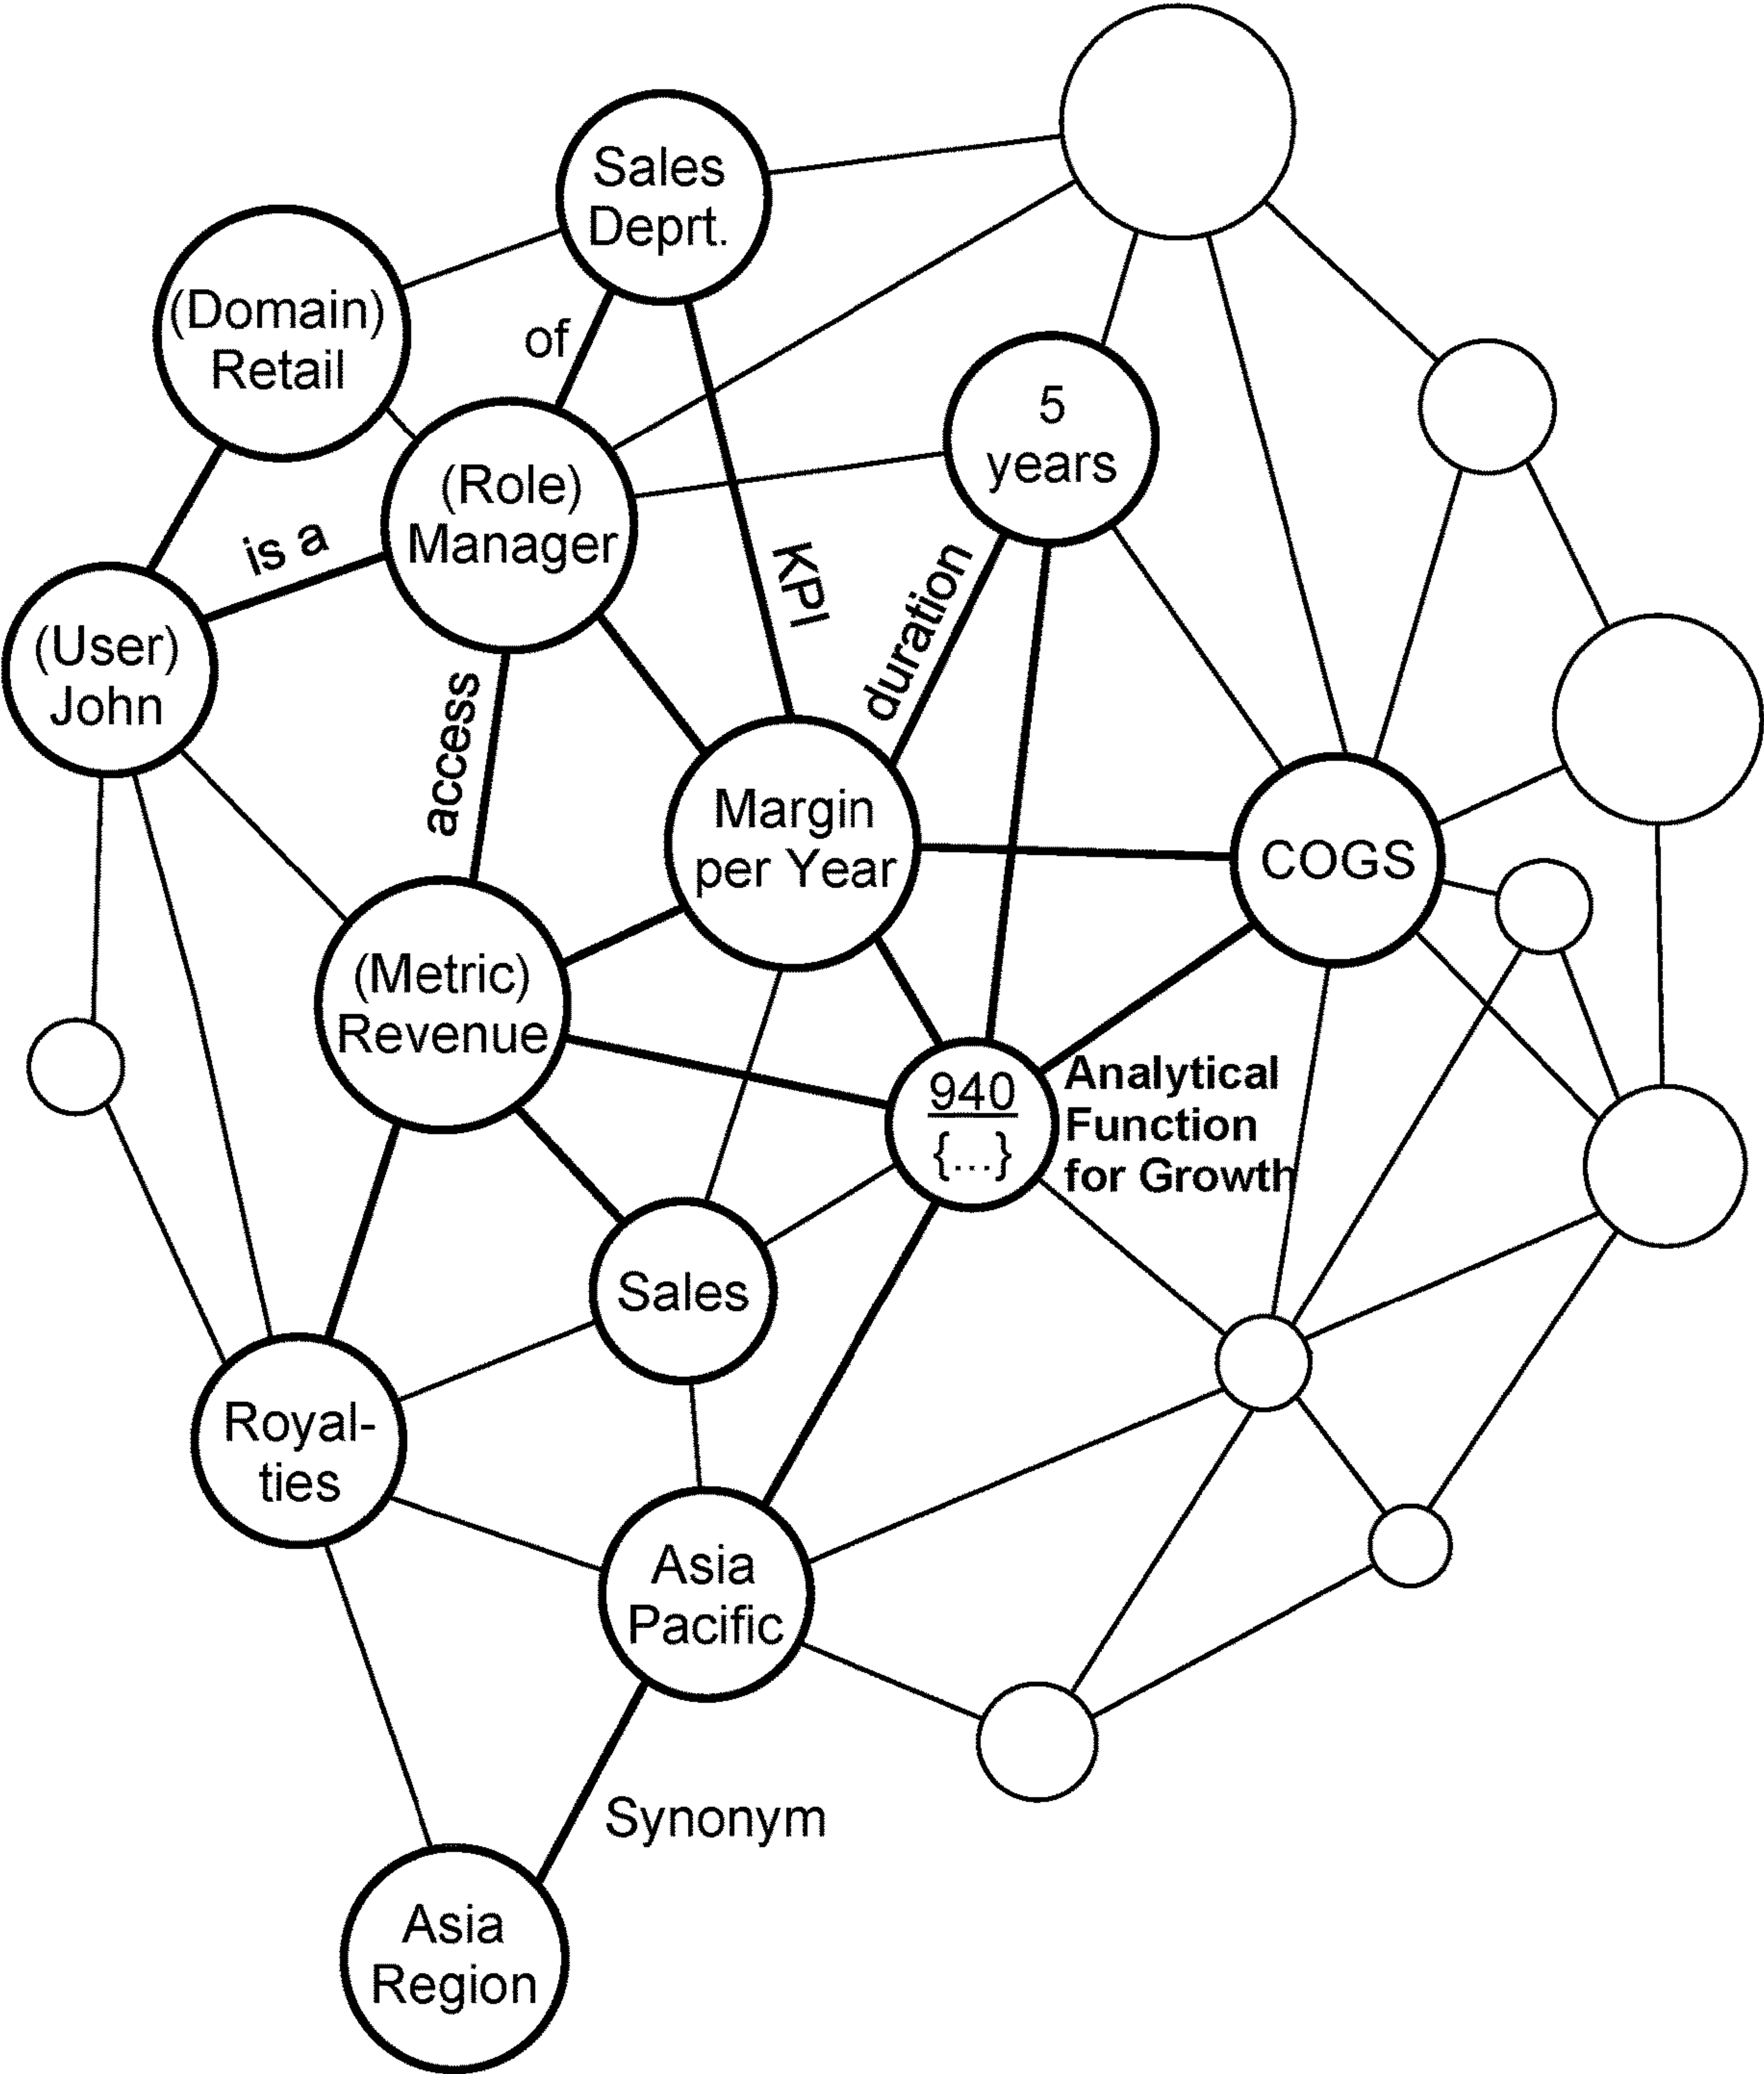 Sales
Deprt.
(Domain)
Retail
of
5
years
(Role)
Manager
is a
KPI
duration
(User)
John
access
Margin
per Year
COGS
(Metric)
Revenue
940
{...}
Analytical
Function
for Growth
Sales
Royal-
ties
Asia
Pacific
Synonym
Asia
Region